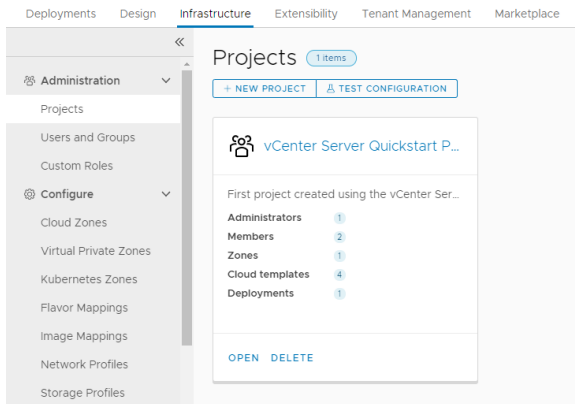 Deployments Design Infrastructure Extensibility Tenant Management Marketplace
«
Administration
Projects
Users and Groups
Custom Roles
Configure
Cloud Zones
Virtual Private Zones
Kubernetes Zones
Flavor Mappings
Image Mappings
Network Profiles
Storage Profiles
Projects 1 items
+ NEW PROJECT TEST CONFIGURATION
vCenter Server Quickstart P...
First project created using the vCenter Ser...
Administrators 1
Members 2
Zones 1
Cloud templates 4
Deployments 1
OPEN DELETE